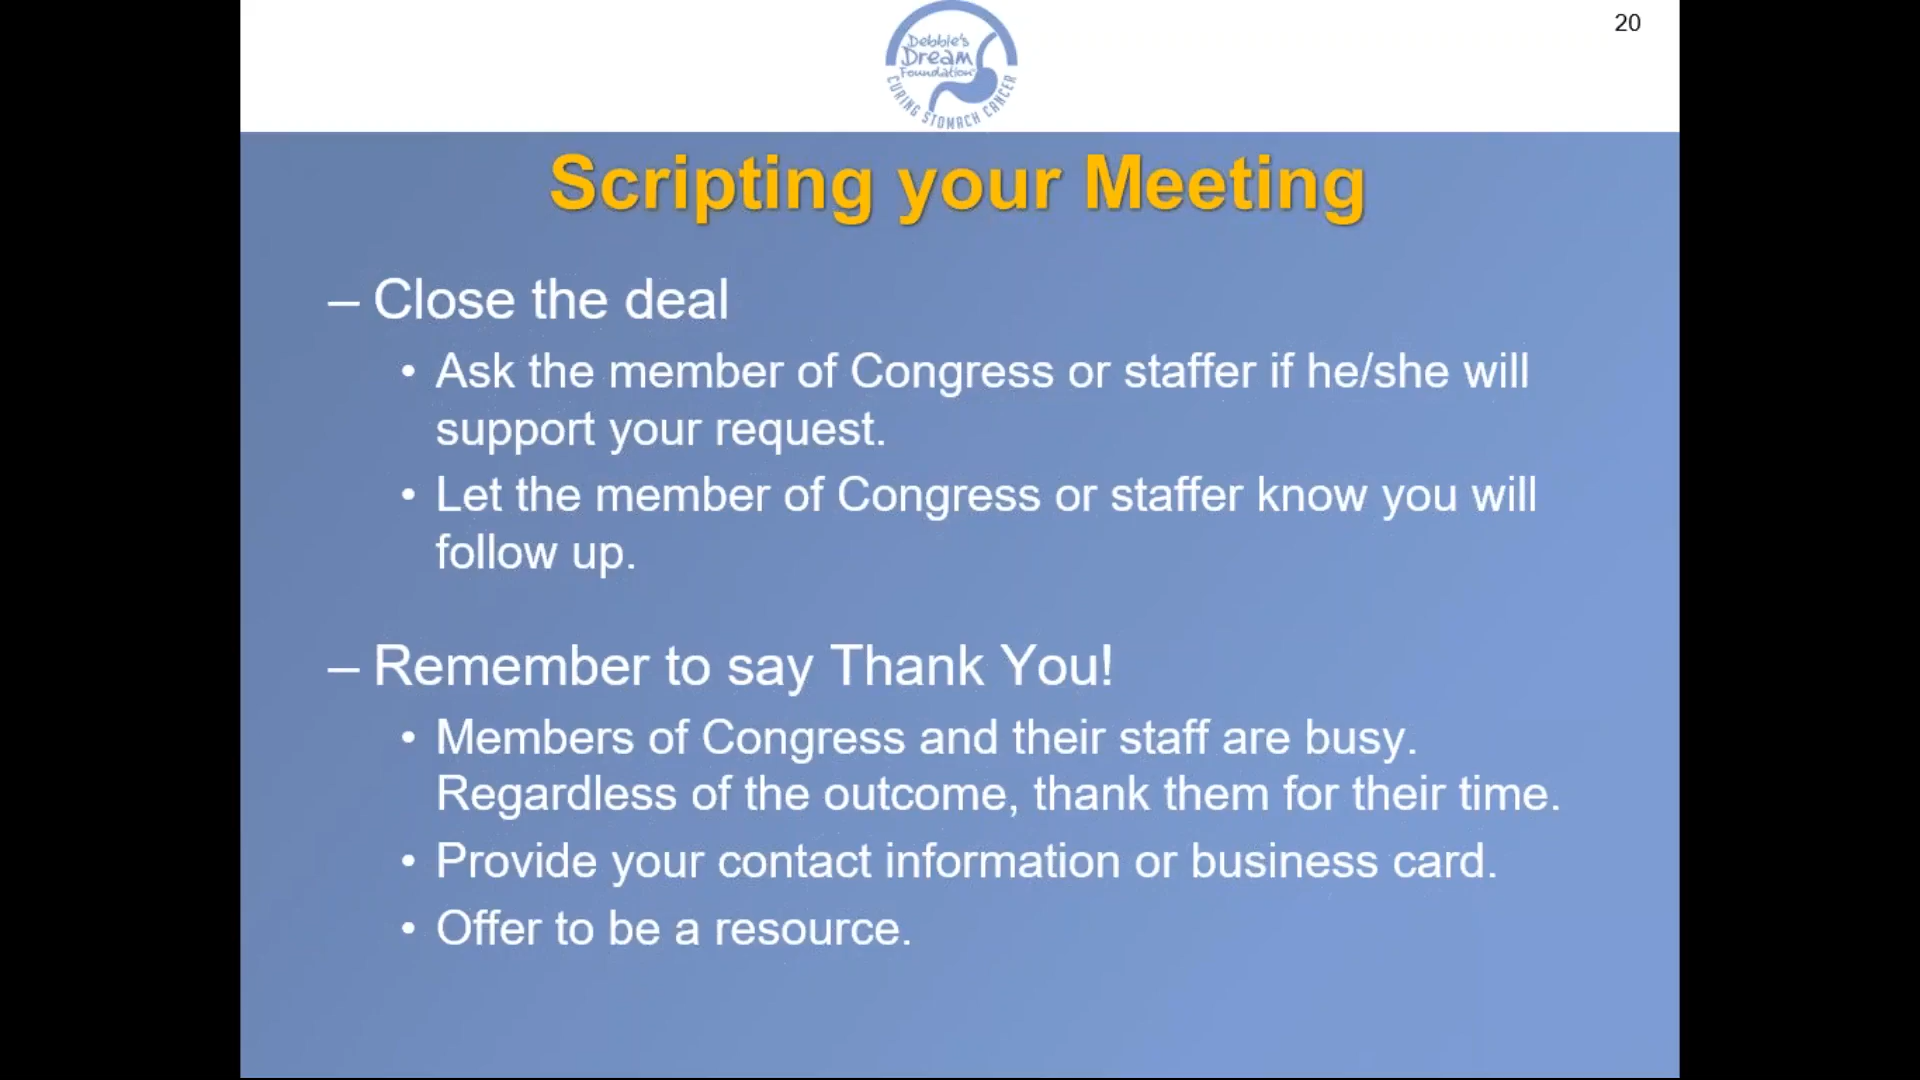 Debbie's
Dream
Foundation
CURING STOMACH CANCER
20
Scripting your Meeting
– Close the deal
• Ask the member of Congress or staffer if he/she will
support your request.
• Let the member of Congress or staffer know you will
follow up.
– Remember to say Thank You!
• Members of Congress and their staff are busy.
Regardless of the outcome, thank them for their time.
• Provide your contact information or business card.
• Offer to be a resource.